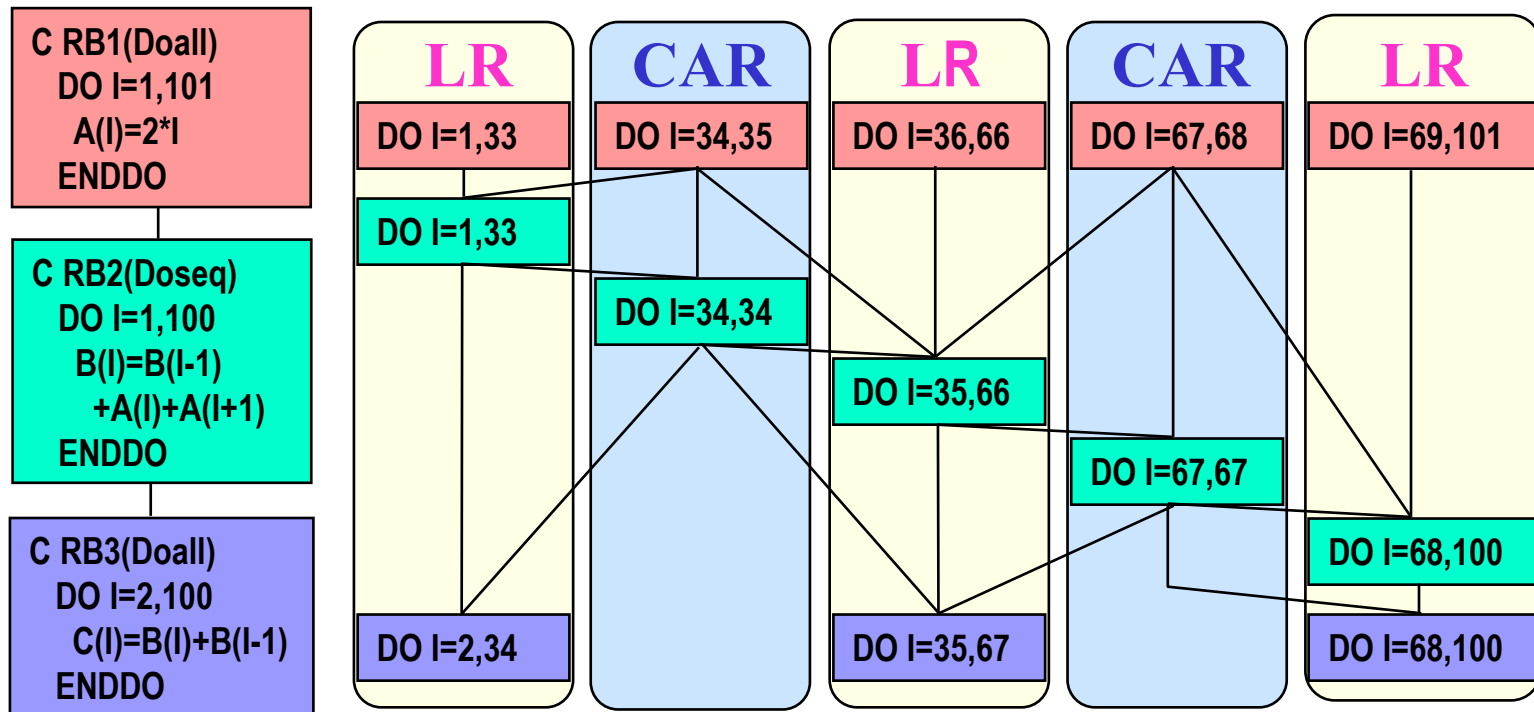 C RB1(Doall)
DO I=1,101
A(I)=2*I
ENDDO
C RB2(Doseq)
DO I=1,100
B(I)=B(I-1)
+A(I)+A(I+1)
ENDDO
C RB3(Doall)
DO I=2,100
C(I)=B(I)+B(I-1)
ENDDO
LR
CAR
LR
CAR
LR
DO I=1,33
DO I=34,35
DO I=36,66
DO I=67,68
DO I=69,101
DO I=1,33
DO I=34,34
DO I=35,66
DO I=67,67
DO I=68,100
DO I=2,34
DO I=35,67
DO I=68,100